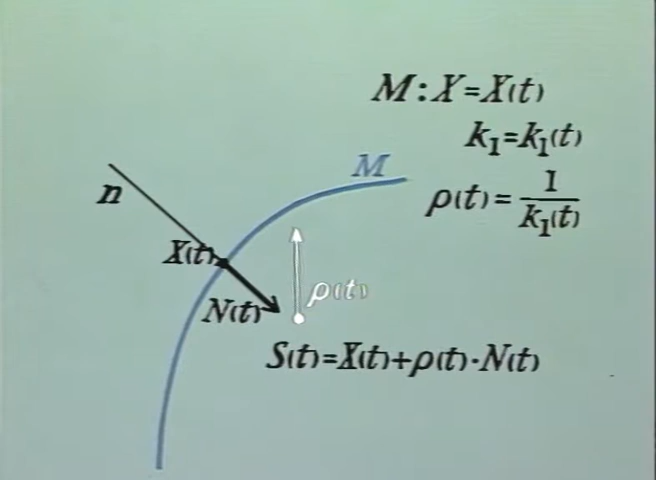 M : X = X(t)
k₁ = k₁(t)
M
ρ(t) = 1/k₁(t)
n
X(t)
ρ(t)
N(t)
S(t) = X(t) + ρ(t) · N(t)